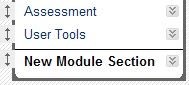 Assessment
User Tools
New Module Section